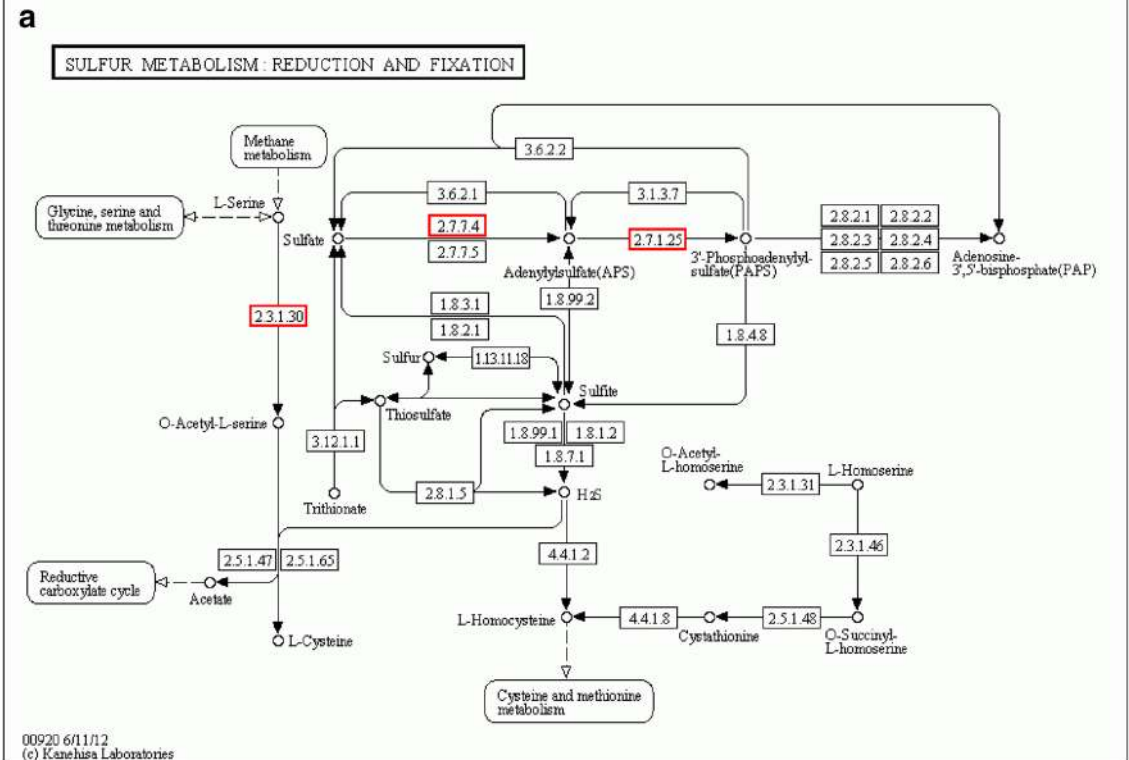 a
SULFUR METABOLISM : REDUCTION AND FIXATION
Methane
metabolism
3.6.2.2
Glycine, serine and
threonine metabolism
L-Serine
3.6.2.1
3.1.3.7
Sulfate
2.7.7.4
2.7.7.5
Adenylylsulfate(APS)
2.7.1.25
3'-Phosphoadenylyl-
sulfate(PAPS)
2.8.2.1
2.8.2.2
2.8.2.3
2.8.2.4
2.8.2.5
2.8.2.6
Adenosine-
3',5'-bisphosphate(PAP)
2.3.1.30
1.8.3.1
1.8.2.1
1.8.99.2
1.8.4.8
Sulfur
1.13.11.18
Sulfite
Thiosulfate
O-Acetyl-L-serine
3.12.1.1
1.8.99.1
1.8.1.2
1.8.7.1
Trithionate
2.8.1.5
H2S
O-Acetyl-
L-homoserine
2.3.1.31
L-Homoserine
2.3.1.46
2.5.1.47
2.5.1.65
4.4.1.2
Reductive
carboxylate cycle
Acetate
L-Cysteine
L-Homocysteine
4.4.1.8
Cystathionine
2.5.1.48
O-Succinyl-
L-homoserine
Cysteine and methionine
metabolism
00920 6/11/12
(c) Kanehisa Laboratories